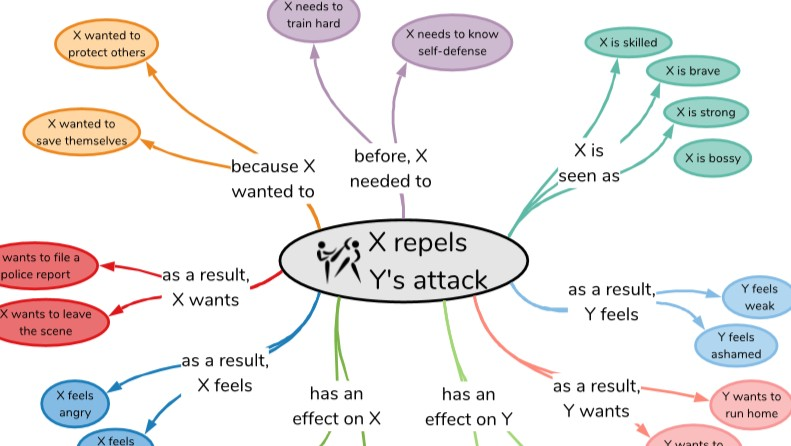 X needs to
train hard
X wanted to
protect others
X needs to know
self-defense
X is skilled
X is brave
X is strong
X is bossy
X wanted to
save themselves
because X
wanted to
before, X
needed to
X is
seen as
X repels
Y's attack
wants to file a
police report
X wants to leave
the scene
as a result,
X wants
as a result,
Y feels
Y feels
weak
Y feels
ashamed
as a result,
X feels
X feels
angry
X feels
has an
effect on X
has an
effect on Y
as a result,
Y wants
Y wants to
run home
Y wants to